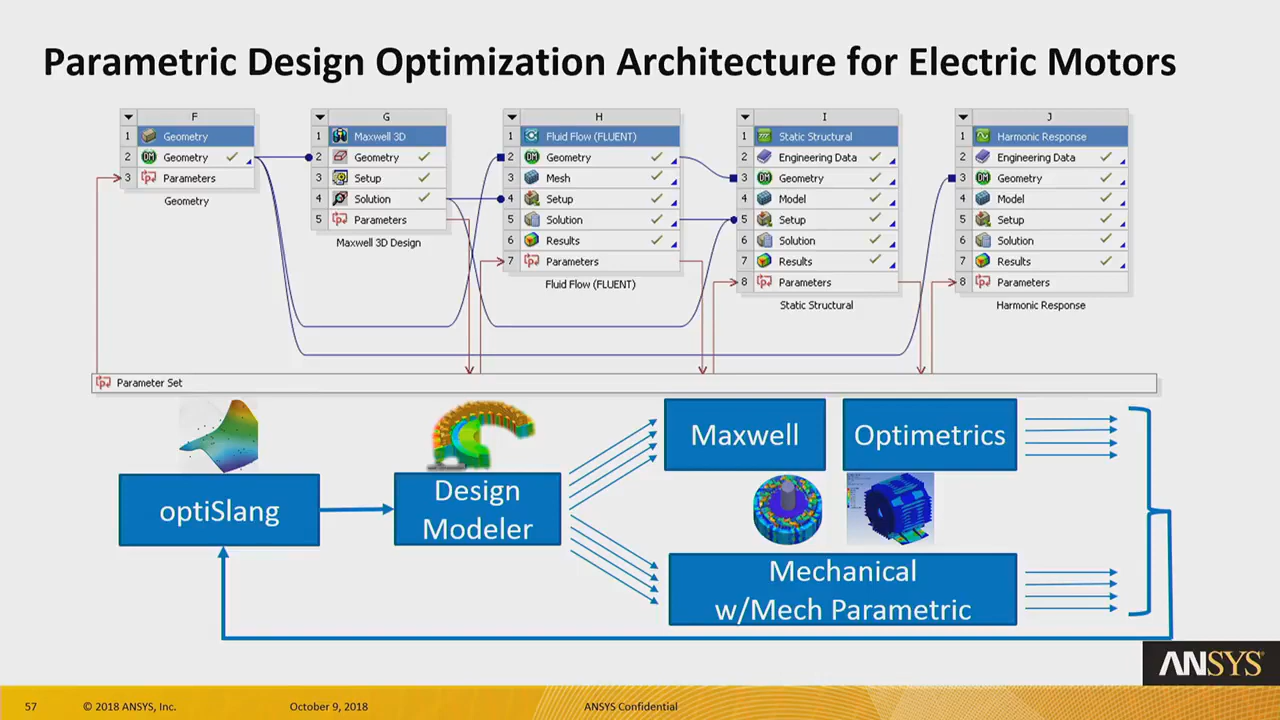 Parametric Design Optimization Architecture for Electric Motors
F
1 Geometry
2 Geometry
3 Parameters
Geometry
G
1 Maxwell 3D
2 Geometry
3 Setup
4 Solution
5 Parameters
Maxwell 3D Design
H
1 Fluid Flow (FLUENT)
2 Geometry
3 Mesh
4 Setup
5 Solution
6 Results
7 Parameters
Fluid Flow (FLUENT)
I
1 Static Structural
2 Engineering Data
3 Geometry
4 Model
5 Setup
6 Solution
7 Results
8 Parameters
Static Structural
J
1 Harmonic Response
2 Engineering Data
3 Geometry
4 Model
5 Setup
6 Solution
7 Results
8 Parameters
Harmonic Response
Parameter Set
optiSlang
Design
Modeler
Maxwell
Optimetrics
Mechanical
w/Mech Parametric
ANSYS
57 © 2018 ANSYS, Inc. October 9, 2018 ANSYS Confidential